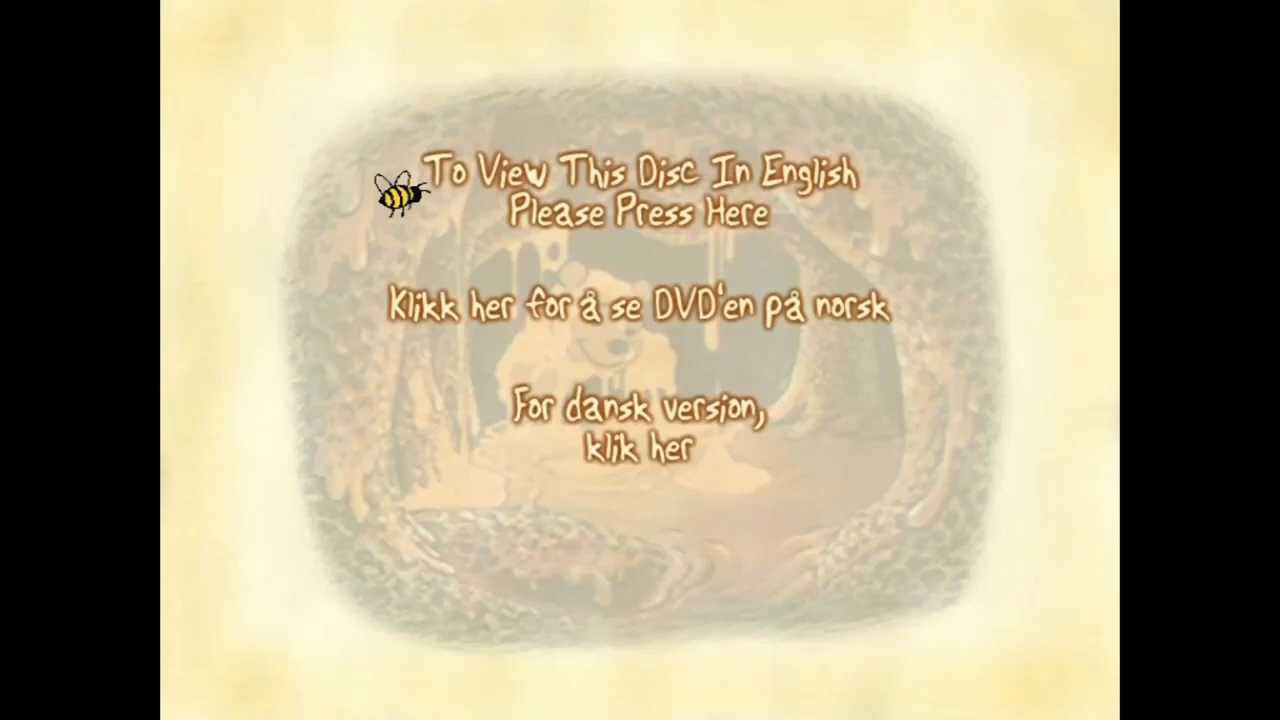 To View This Disc In English
Please Press Here
Klikk her for å se DVD'en på norsk
For dansk version,
klik her